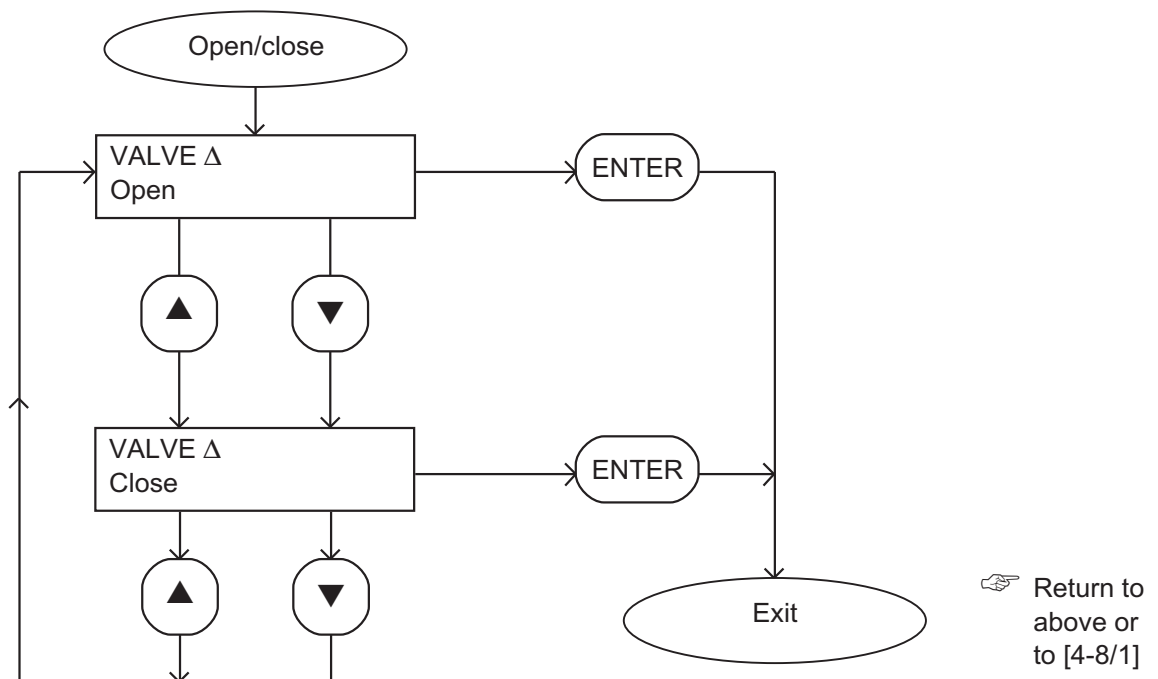 Open/close
VALVE Δ
Open
ENTER
▲
▼
VALVE Δ
Close
ENTER
▲
▼
Exit
☞ Return to
above or
to [4-8/1]